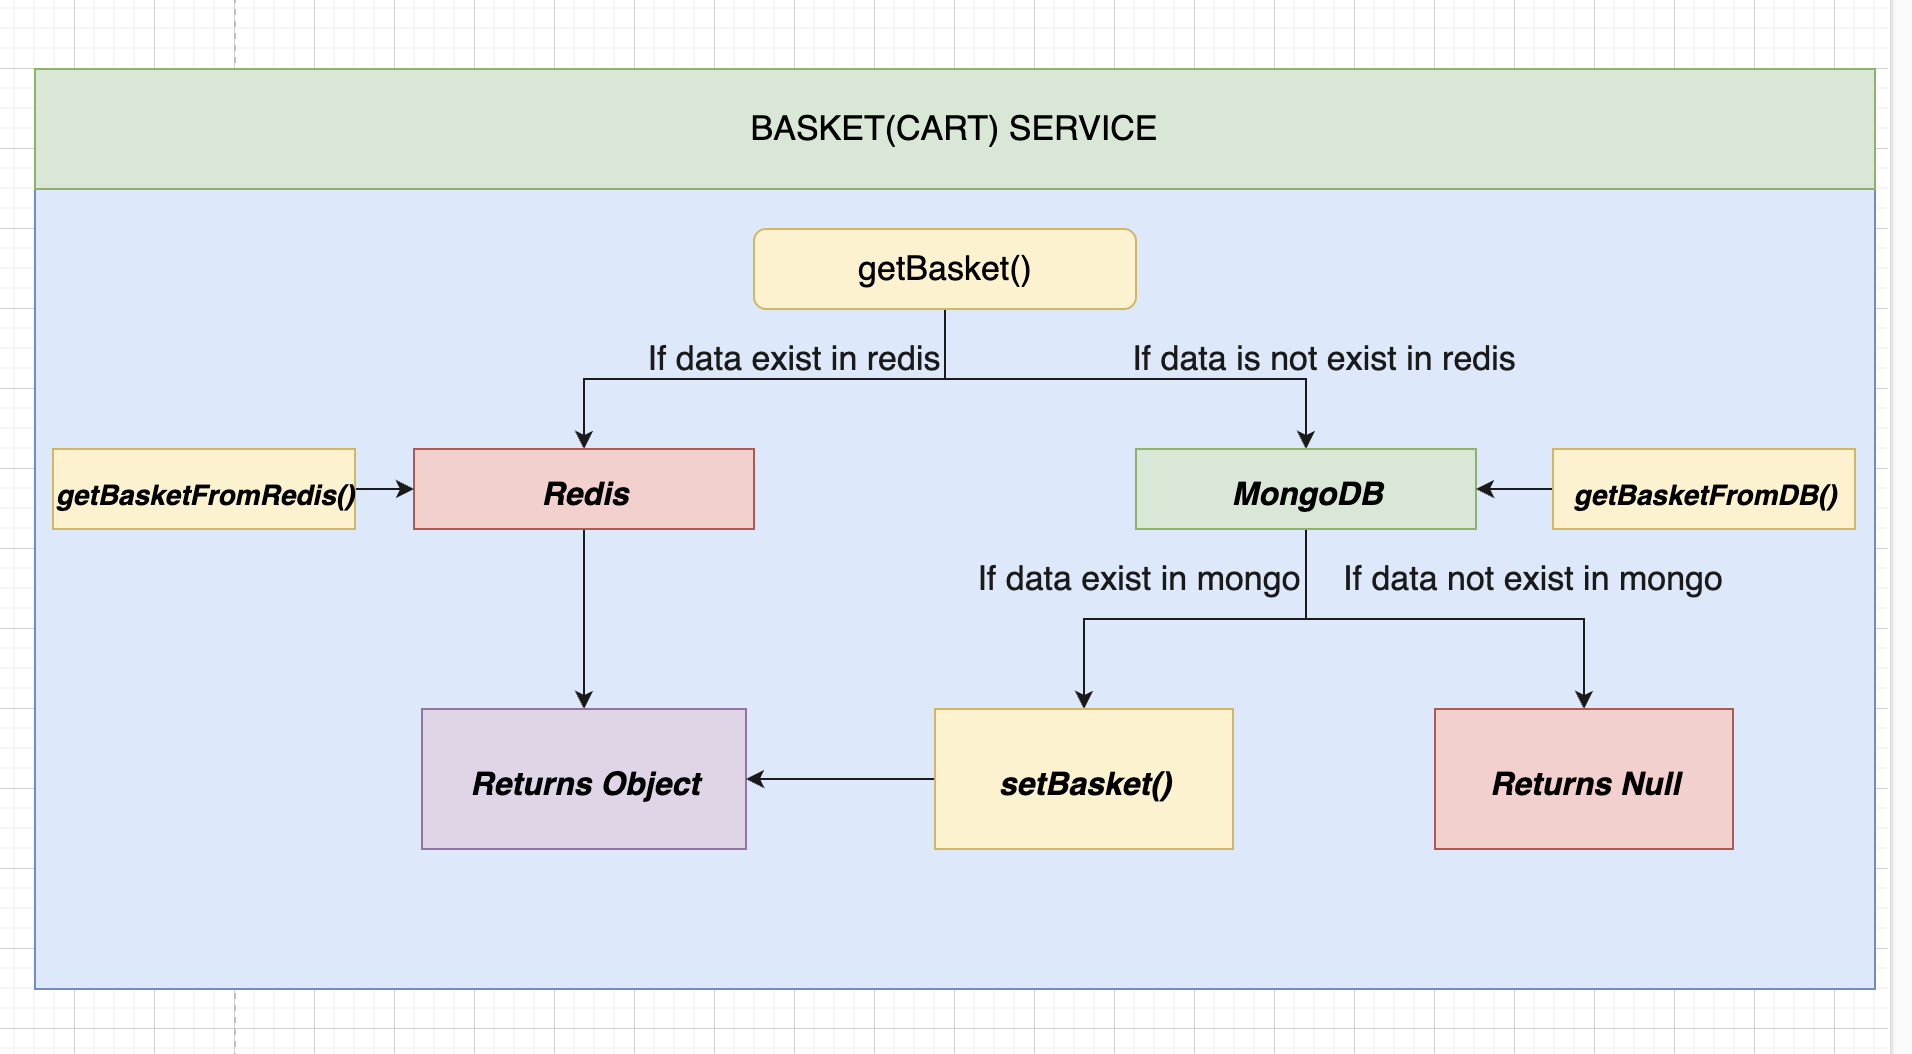 BASKET(CART) SERVICE
getBasket()
If data exist in redis
If data is not exist in redis
getBasketFromRedis()
Redis
MongoDB
getBasketFromDB()
If data exist in mongo
If data not exist in mongo
Returns Object
setBasket()
Returns Null